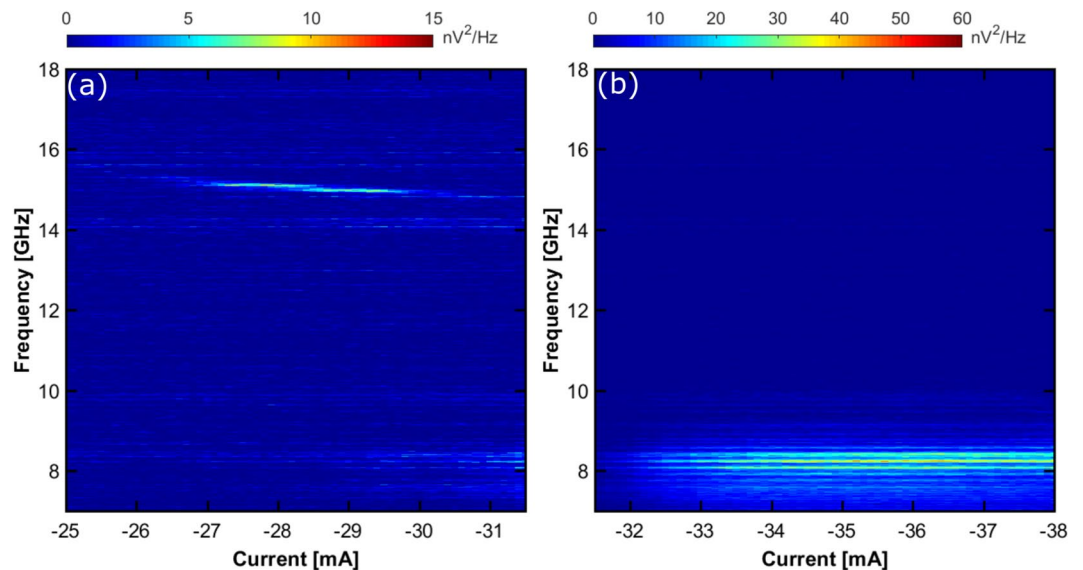 0 5 10 15
nV²/Hz
0 10 20 30 40 50 60
nV²/Hz
(a)
18
16
14
12
10
8
Frequency [GHz]
-25 -26 -27 -28 -29 -30 -31
Current [mA]
(b)
18
16
14
12
10
8
Frequency [GHz]
-32 -33 -34 -35 -36 -37 -38
Current [mA]